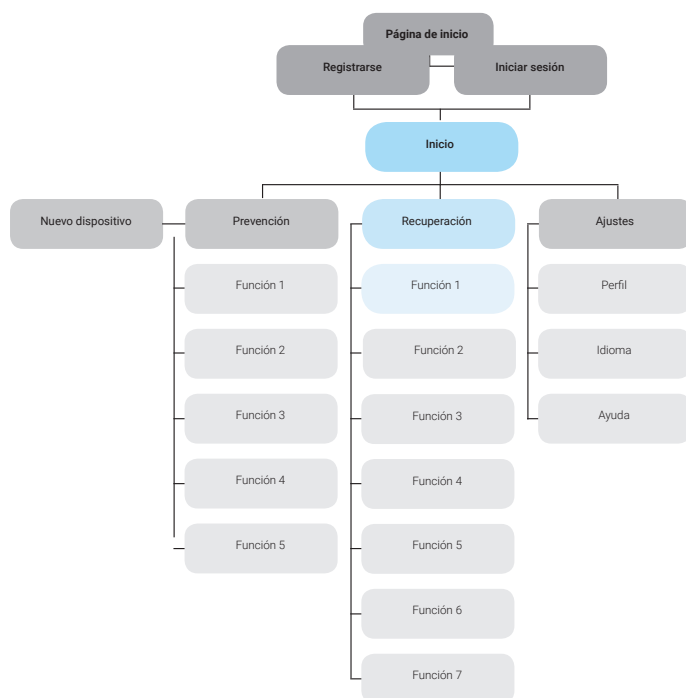 Página de inicio
Registrarse
Iniciar sesión
Inicio
Nuevo dispositivo
Prevención
Recuperación
Ajustes
Función 1
Función 1
Perfil
Función 2
Función 2
Idioma
Función 3
Función 3
Ayuda
Función 4
Función 4
Función 5
Función 5
Función 6
Función 7